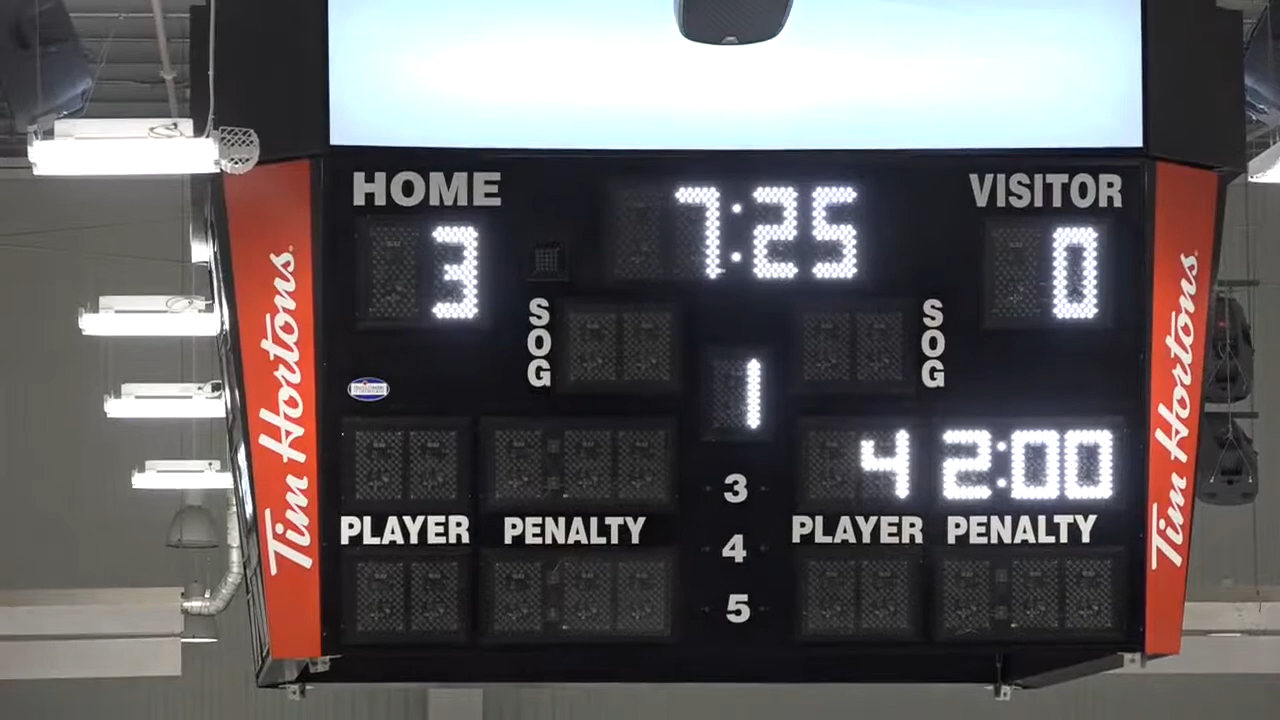 HOME
7:25
VISITOR
3
0
SOG
SOG
1
4 2:00
3
PLAYER PENALTY
PLAYER PENALTY
4
5
Tim Hortons
Tim Hortons